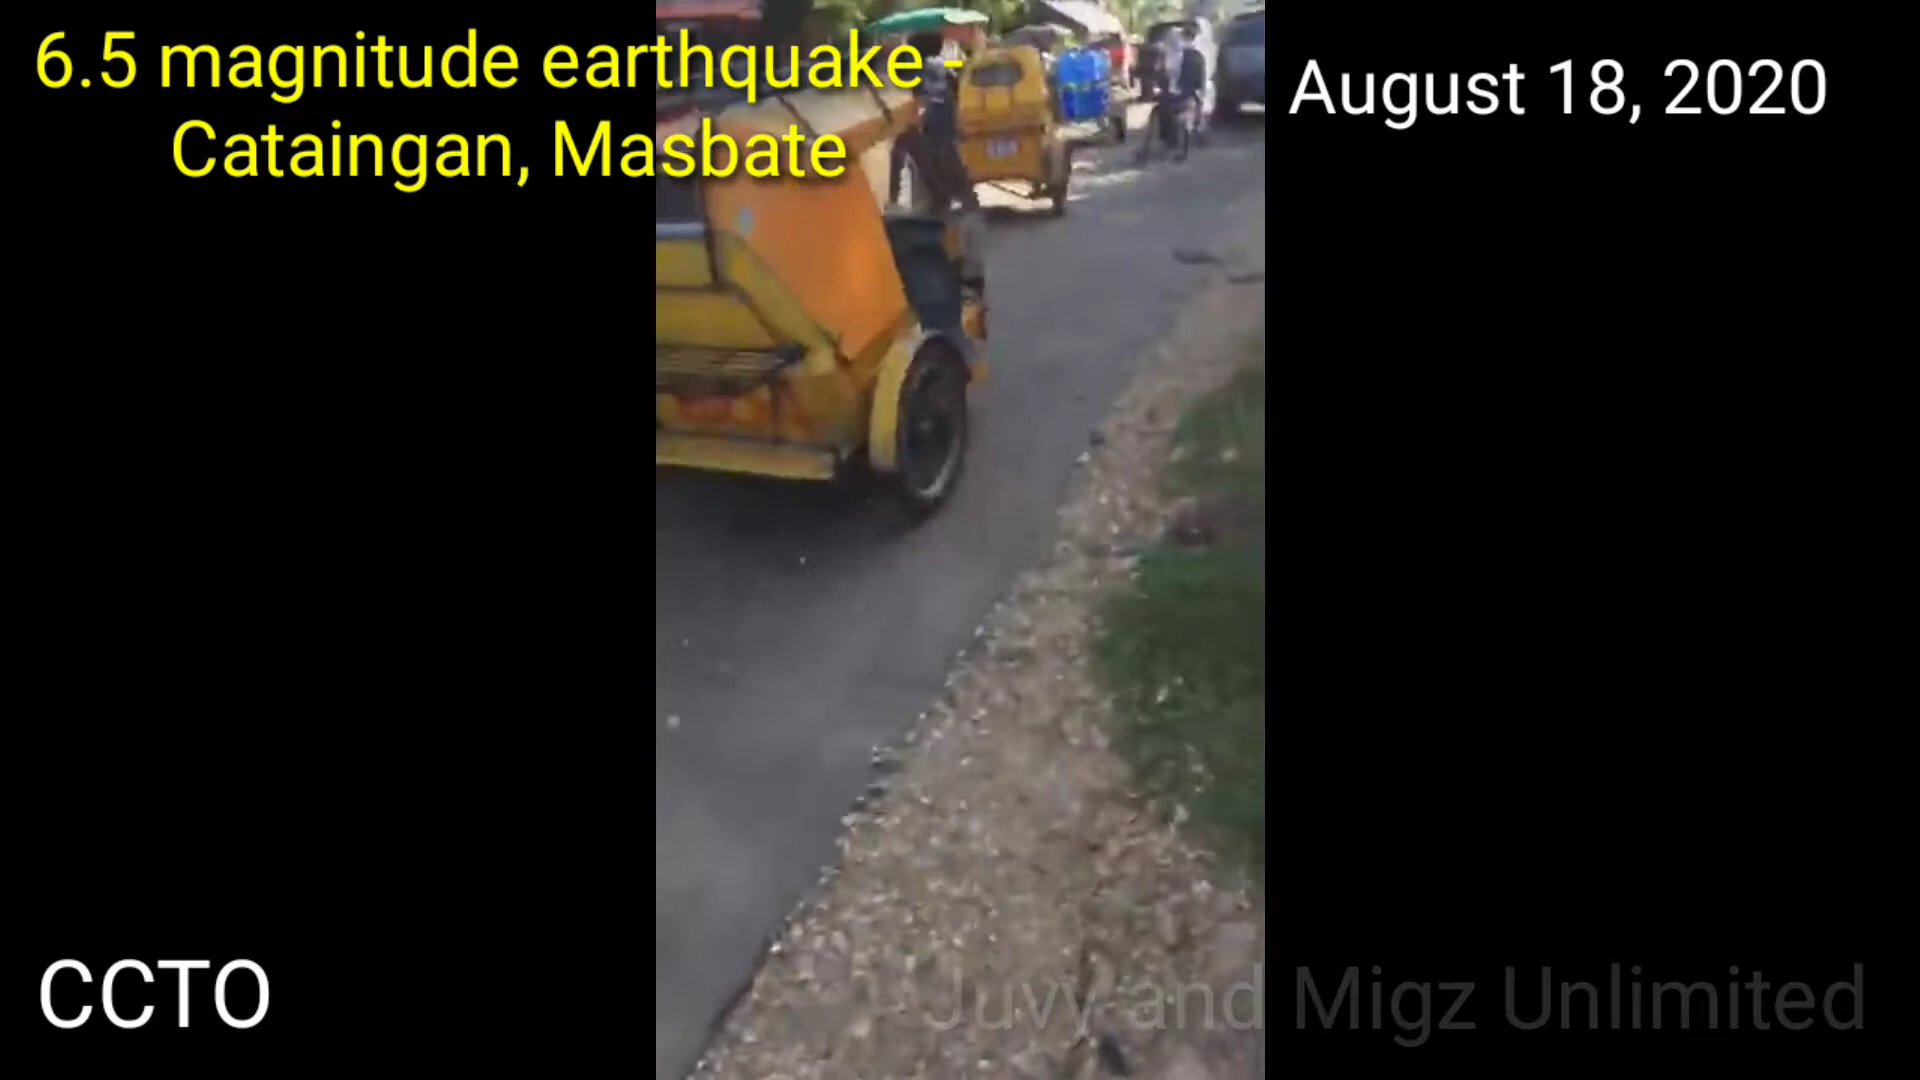 6.5 magnitude earthquake -
Cataingan, Masbate
August 18, 2020
CCTO
Juvy and Migz Unlimited